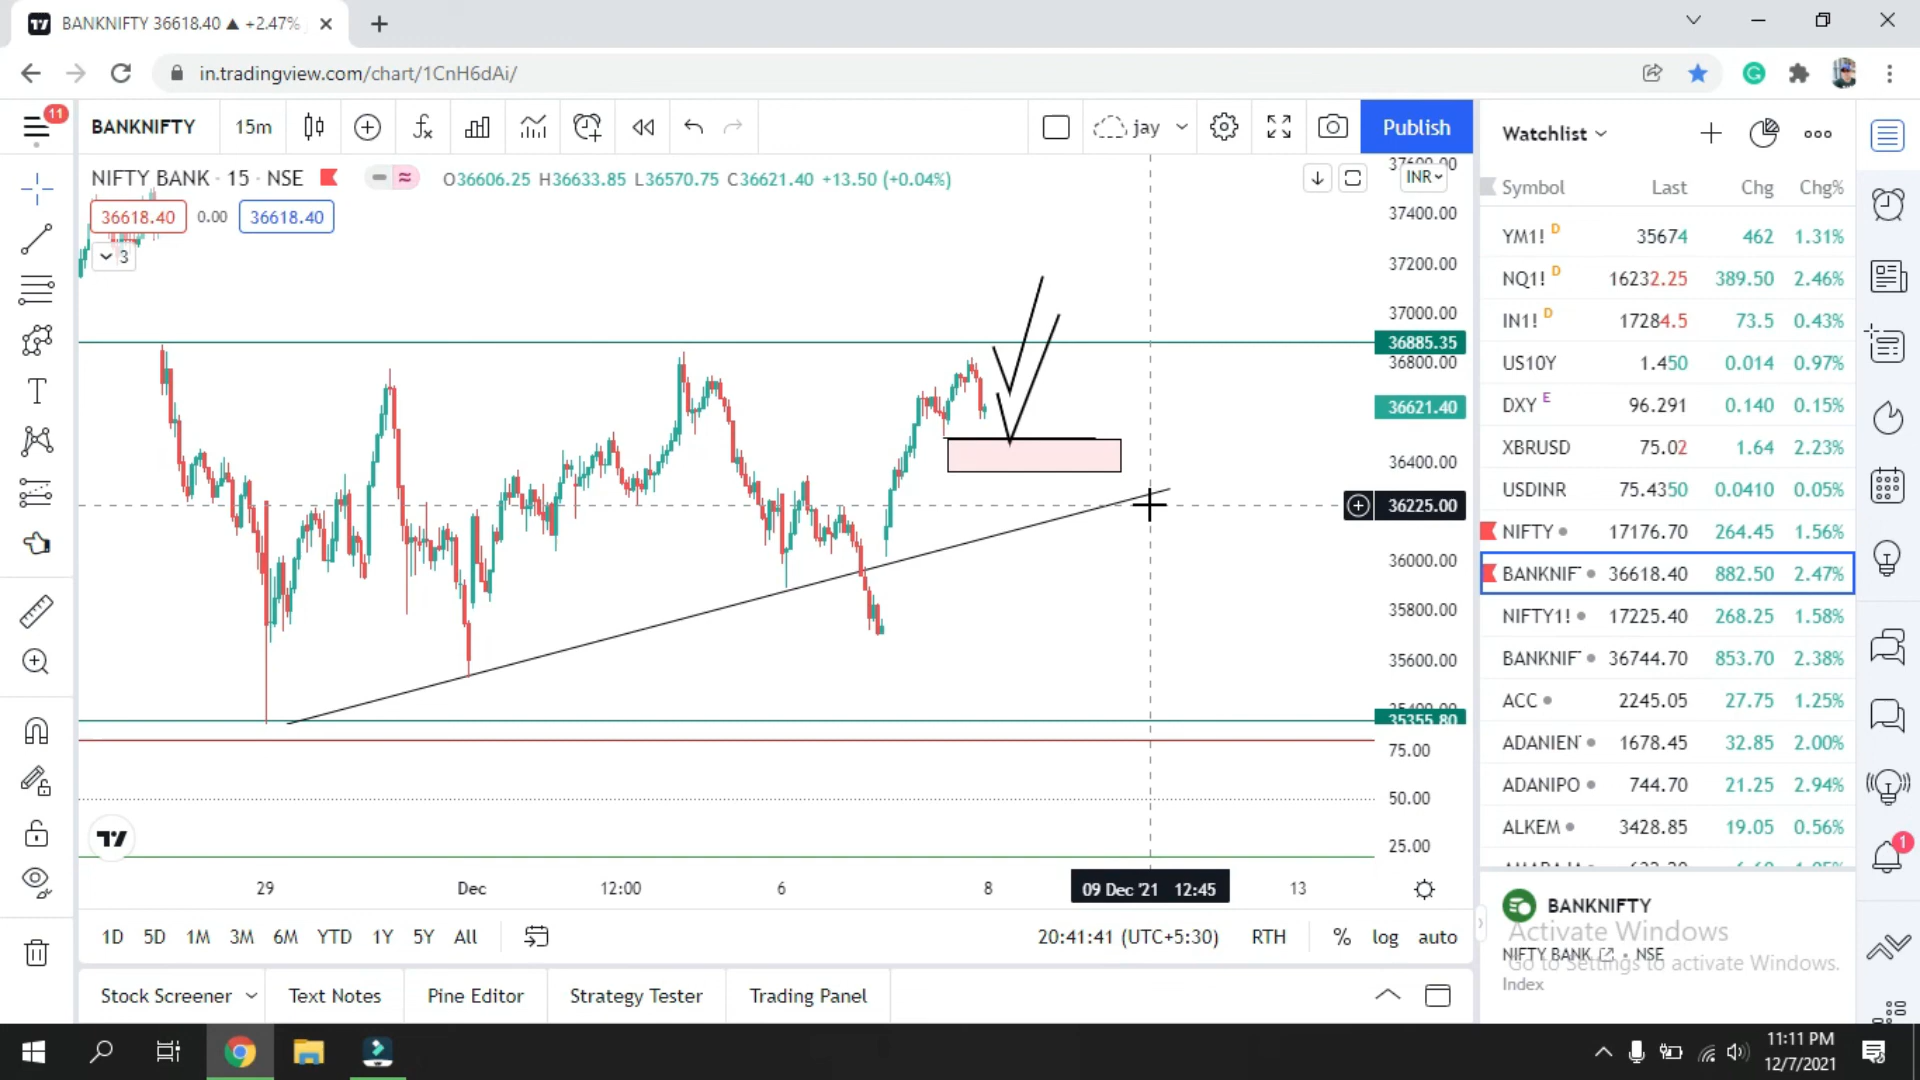 BANKNIFTY 36618.40 ▲ +2.47%
in.tradingview.com/chart/1CnH6dAi/
11
BANKNIFTY 15m
jay
Publish
NIFTY BANK · 15 · NSE
O36606.25 H36633.85 L36570.75 C36621.40 +13.50 (+0.04%)
36618.40 0.00 36618.40
3
INR
37600.00
37400.00
37200.00
37000.00
36885.35
36800.00
36621.40
36400.00
36225.00
36000.00
35800.00
35600.00
35355.80
75.00
50.00
25.00
29 Dec 12:00 6 8 09 Dec '21 12:45 13
1D 5D 1M 3M 6M YTD 1Y 5Y All
20:41:41 (UTC+5:30) RTH % log auto
Stock Screener Text Notes Pine Editor Strategy Tester Trading Panel
Watchlist
Symbol Last Chg Chg%
YM1! D 35674 462 1.31%
NQ1! D 16232.25 389.50 2.46%
IN1! D 17284.5 73.5 0.43%
US10Y 1.450 0.014 0.97%
DXY E 96.291 0.140 0.15%
XBRUSD 75.02 1.64 2.23%
USDINR 75.4350 0.0410 0.05%
NIFTY 17176.70 264.45 1.56%
BANKNIF 36618.40 882.50 2.47%
NIFTY1! 17225.40 268.25 1.58%
BANKNIF 36744.70 853.70 2.38%
ACC 2245.05 27.75 1.25%
ADANIEN 1678.45 32.85 2.00%
ADANIPO 744.70 21.25 2.94%
ALKEM 3428.85 19.05 0.56%
BANKNIFTY
Activate Windows
NIFTY BANK · NSE
Go to Settings to activate Windows.
Index
1
11:11 PM
12/7/2021